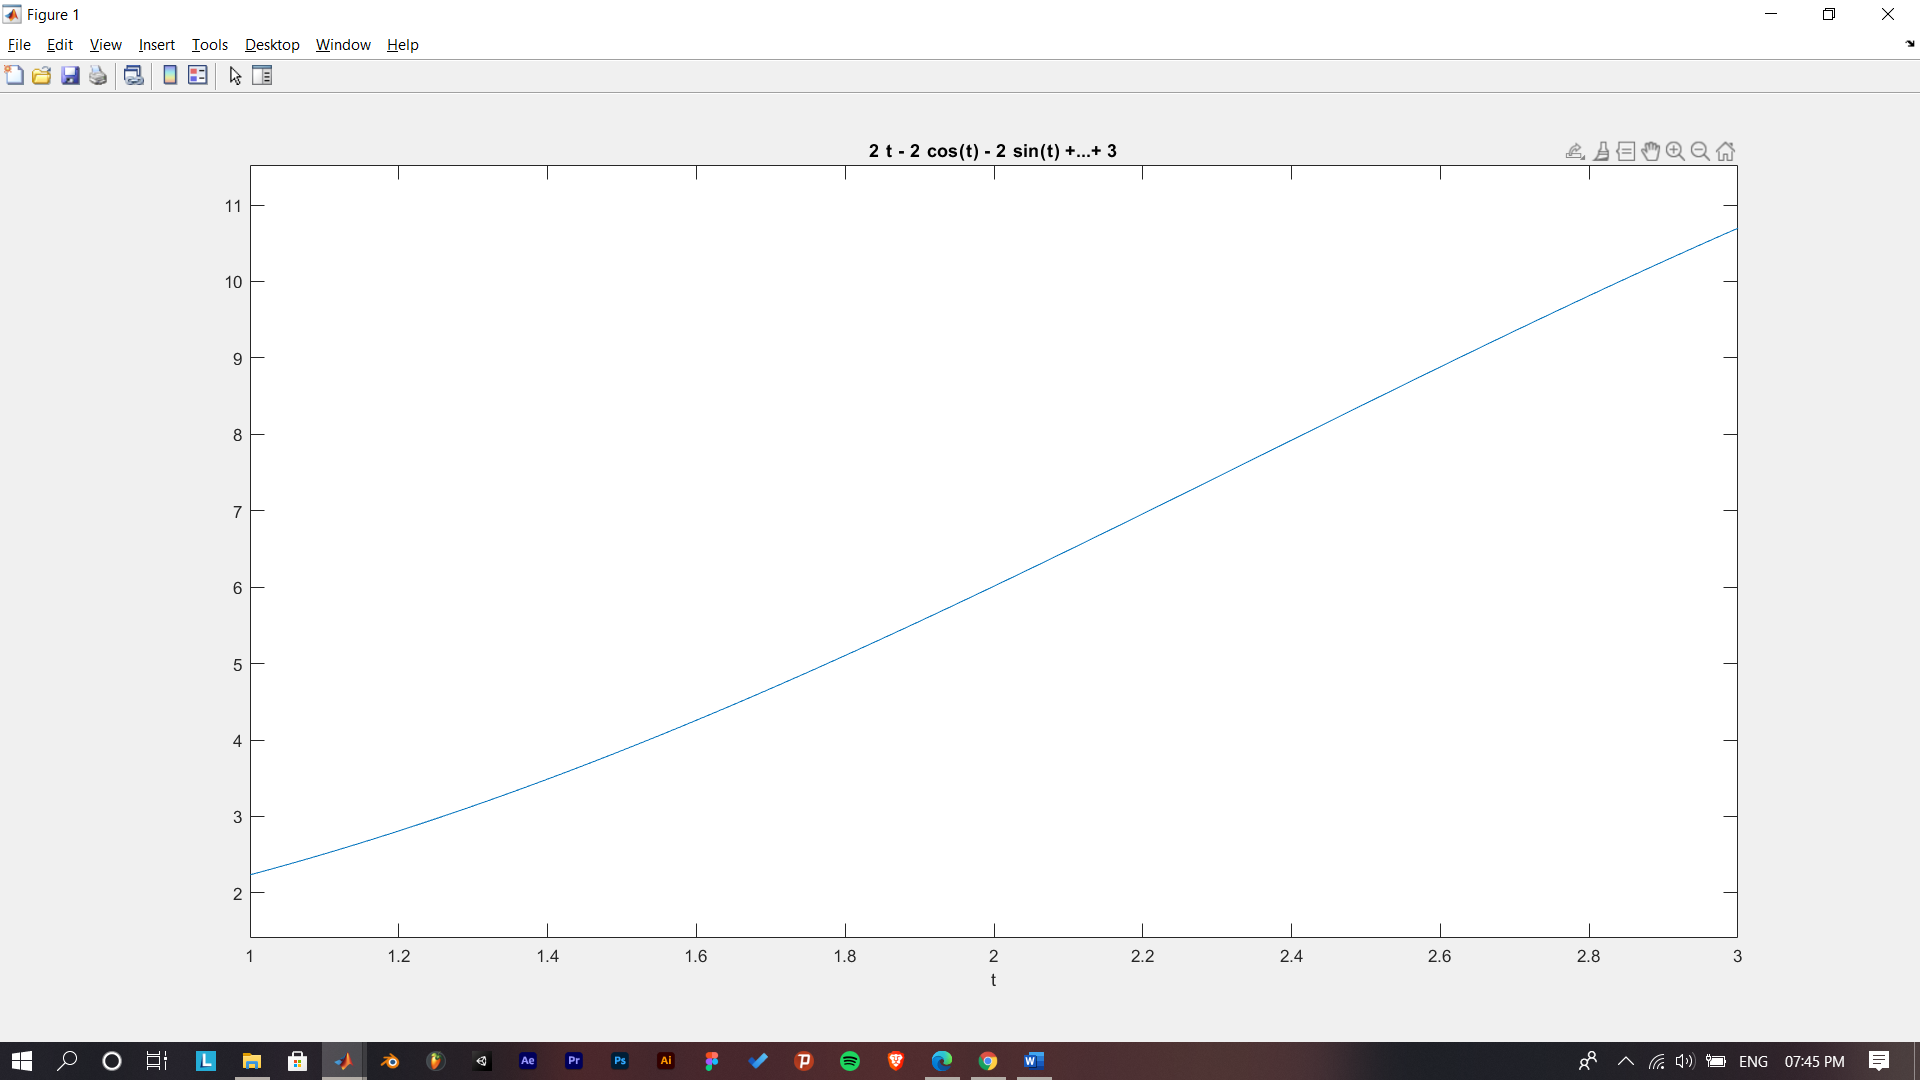 Figure 1
File Edit View Insert Tools Desktop Window Help
2 t - 2 cos(t) - 2 sin(t) +...+ 3
11
10
9
8
7
6
5
4
3
2
1 1.2 1.4 1.6 1.8 2 2.2 2.4 2.6 2.8 3
t
L Ae Pr Ps Ai W ENG 07:45 PM